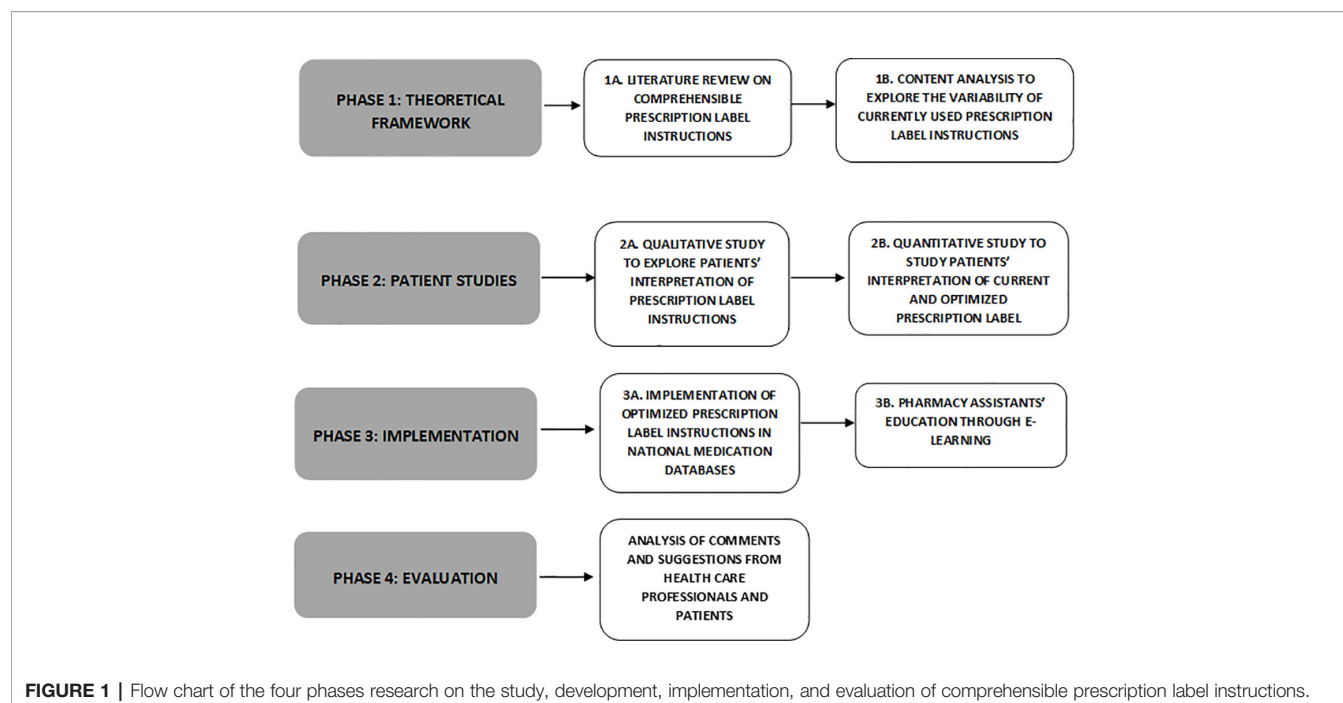 PHASE 1: THEORETICAL
FRAMEWORK
1A. LITERATURE REVIEW ON
COMPREHENSIBLE
PRESCRIPTION LABEL
INSTRUCTIONS
1B. CONTENT ANALYSIS TO
EXPLORE THE VARIABILITY OF
CURRENTLY USED PRESCRIPTION
LABEL INSTRUCTIONS
PHASE 2: PATIENT STUDIES
2A. QUALITATIVE STUDY
TO EXPLORE PATIENTS'
INTERPRETATION OF
PRESCRIPTION LABEL
INSTRUCTIONS
2B. QUANTITATIVE STUDY TO
STUDY PATIENTS'
INTERPRETATION OF CURRENT
AND OPTIMIZED
PRESCRIPTION LABEL
PHASE 3: IMPLEMENTATION
3A. IMPLEMENTATION OF
OPTIMIZED PRESCRIPTION
LABEL INSTRUCTIONS IN
NATIONAL MEDICATION
DATABASES
3B. PHARMACY ASSISTANTS'
EDUCATION THROUGH E-
LEARNING
PHASE 4: EVALUATION
ANALYSIS OF COMMENTS
AND SUGGESTIONS FROM
HEALTH CARE
PROFESSIONALS AND
PATIENTS
FIGURE 1 | Flow chart of the four phases research on the study, development, implementation, and evaluation of comprehensible prescription label instructions.